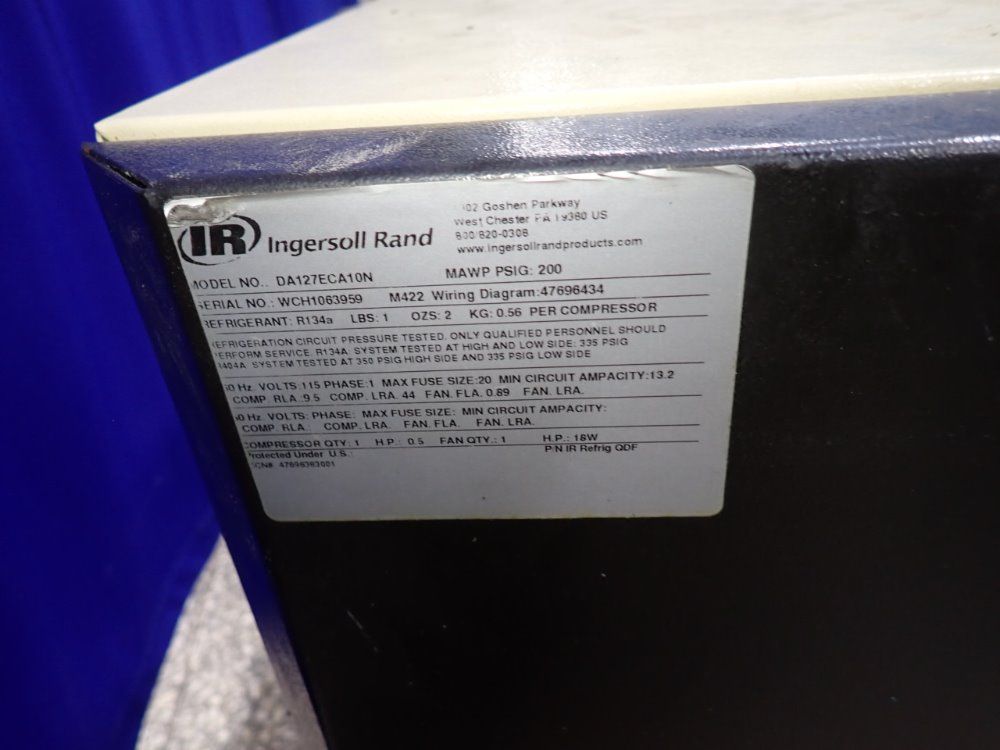 IR Ingersoll Rand
02 Goshen Parkway
West Chester PA 19380 US
800/820-0308
www.ingersollrandproducts.com
MODEL NO.: DA127ECA10N MAWP PSIG: 200
SERIAL NO.: WCH1063959 M422 Wiring Diagram:47696434
REFRIGERANT: R134a LBS: 1 OZS: 2 KG: 0.56 PER COMPRESSOR
REFRIGERATION CIRCUIT PRESSURE TESTED. ONLY QUALIFIED PERSONNEL SHOULD
PERFORM SERVICE. R134A SYSTEM TESTED AT HIGH AND LOW SIDE: 335 PSIG
R404A SYSTEM TESTED AT 350 PSIG HIGH SIDE AND 335 PSIG LOW SIDE
60 Hz. VOLTS:115 PHASE:1 MAX FUSE SIZE:20 MIN CIRCUIT AMPACITY:13.2
COMP. RLA.:9.5 COMP. LRA. 44 FAN. FLA. 0.89 FAN. LRA.
Hz. VOLTS: PHASE: MAX FUSE SIZE: MIN CIRCUIT AMPACITY:
COMP. RLA. COMP. LRA. FAN. FLA. FAN. LRA.
COMPRESSOR QTY: 1 H.P.: 0.5 FAN QTY.: 1 H.P.: 18W
Protected Under U.S.: P/N IR Refrig QDF
CCN#. 47696363001